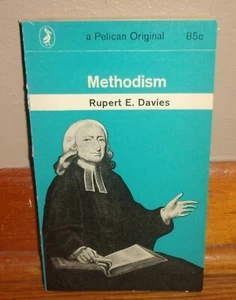 a Pelican Original 85c
Methodism
Rupert E. Davies